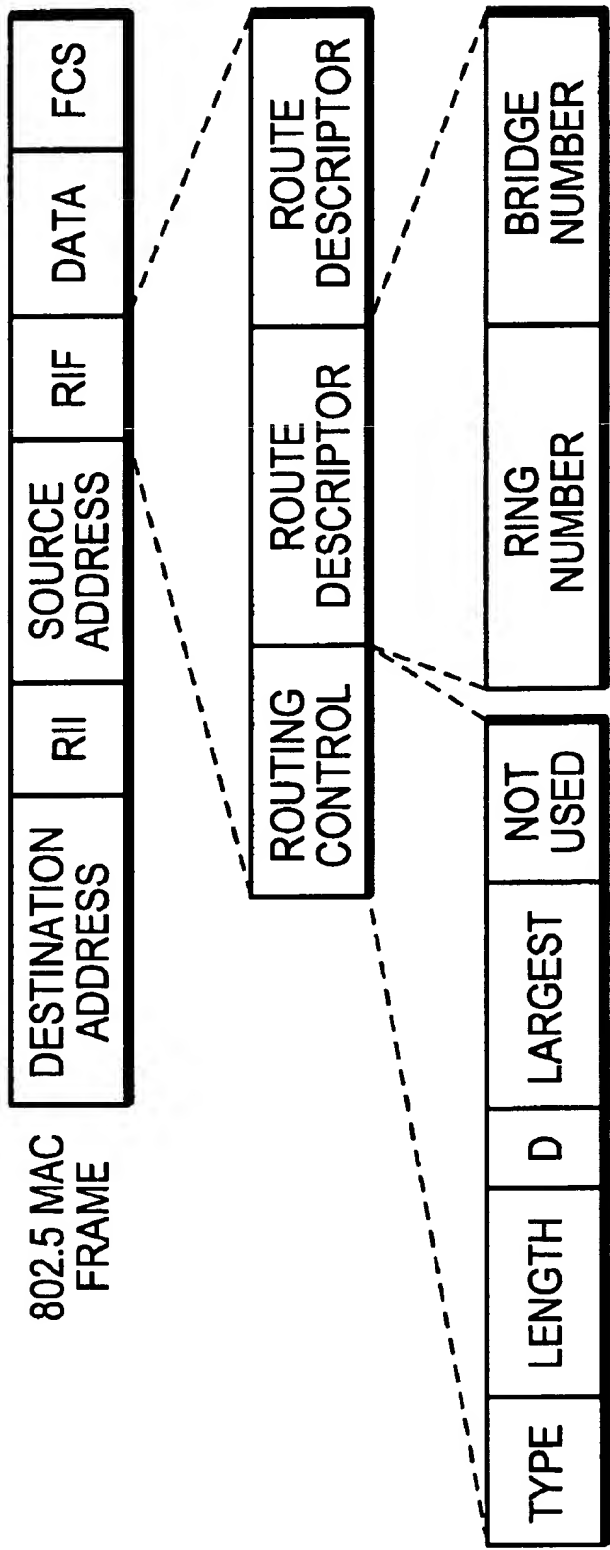 802.5 MAC
FRAME
DESTINATION
ADDRESS
RII
SOURCE
ADDRESS
RIF
DATA
FCS
ROUTING
CONTROL
ROUTE
DESCRIPTOR
ROUTE
DESCRIPTOR
TYPE
LENGTH
D
LARGEST
NOT
USED
RING
NUMBER
BRIDGE
NUMBER